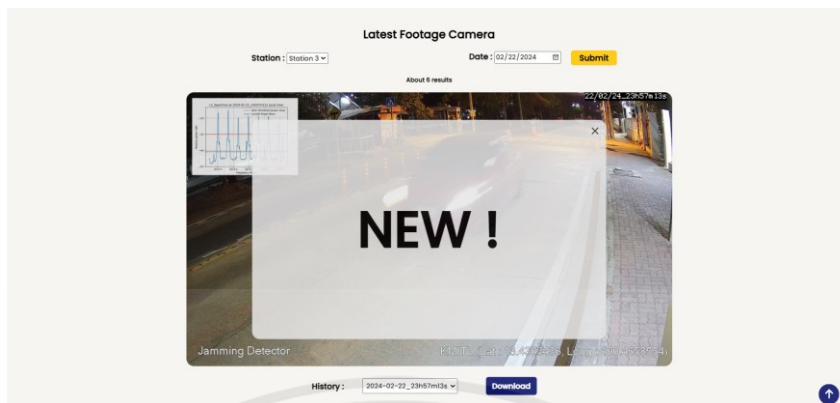 Latest Footage Camera
Station : Station 3
Date : 02/22/2024
Submit
About 6 results
22/02/24_23h57m13s
×
NEW !
Jamming Detector
History :
2024-02-22_23h57m13s
Download